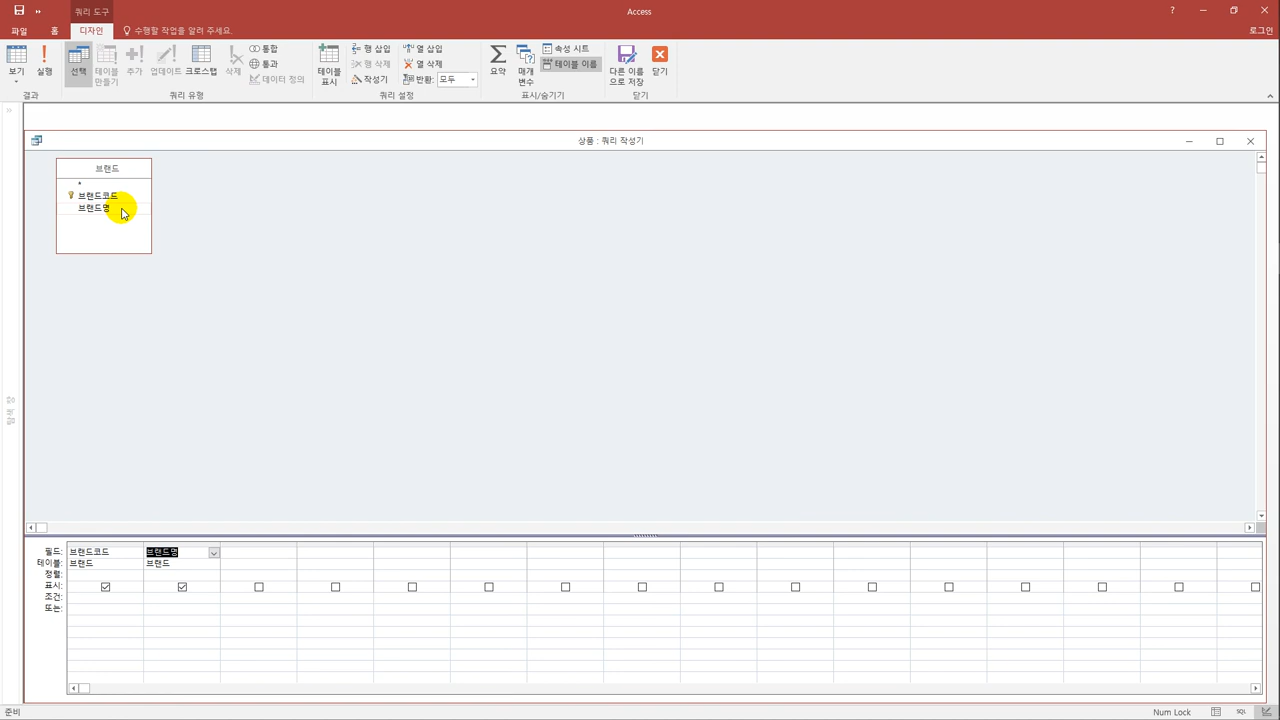 쿼리 도구
Access
?
파일
홈
디자인
수행할 작업을 알려 주세요.
로그인
보기
실행
선택
테이블
만들기
추가
업데이트
크로스탭
삭제
통합
통과
데이터 정의
테이블
표시
행 삽입
행 삭제
작성기
열 삽입
열 삭제
반환: 모두
요약
매개
변수
속성 시트
테이블 이름
다른 이름
으로 저장
닫기
결과
쿼리 유형
쿼리 설정
표시/숨기기
닫기
상품 : 쿼리 작성기
브랜드
*
브랜드코드
브랜드명
탐색 창
필드: 브랜드코드 브랜드명
테이블: 브랜드 브랜드
정렬:
표시:
조건:
또는:
준비
Num Lock
SQL